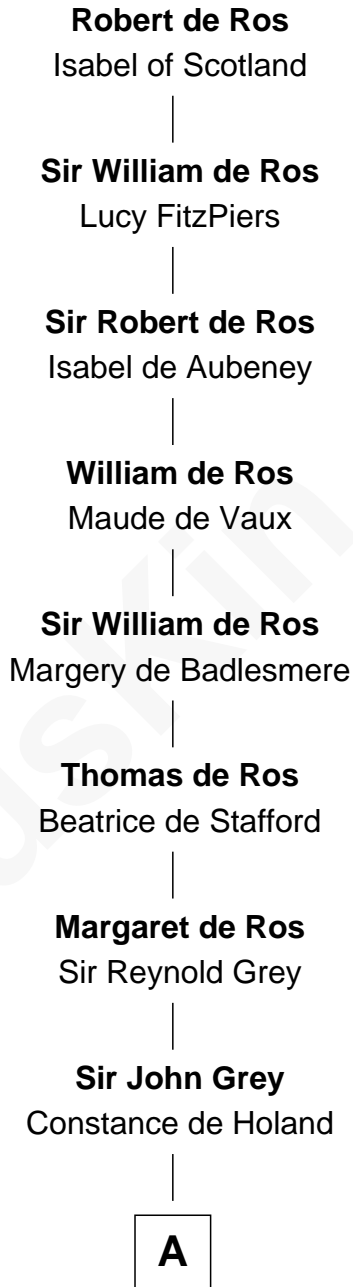 Robert de Ros
Isabel of Scotland
Sir William de Ros
Lucy FitzPiers
Sir Robert de Ros
Isabel de Aubeney
William de Ros
Maude de Vaux
Sir William de Ros
Margery de Badlesmere
Thomas de Ros
Beatrice de Stafford
Margaret de Ros
Sir Reynold Grey
Sir John Grey
Constance de Holand
A